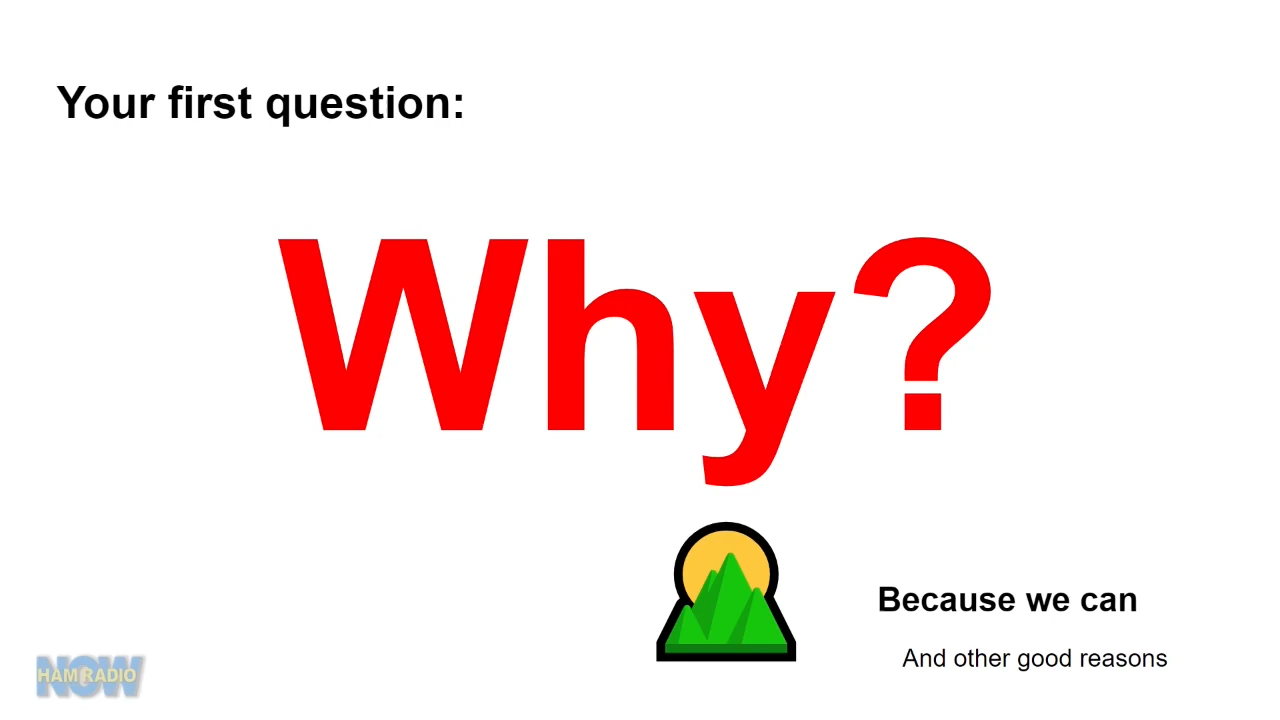 Your first question:
Why?
Because we can
And other good reasons
NOW
HAM RADIO